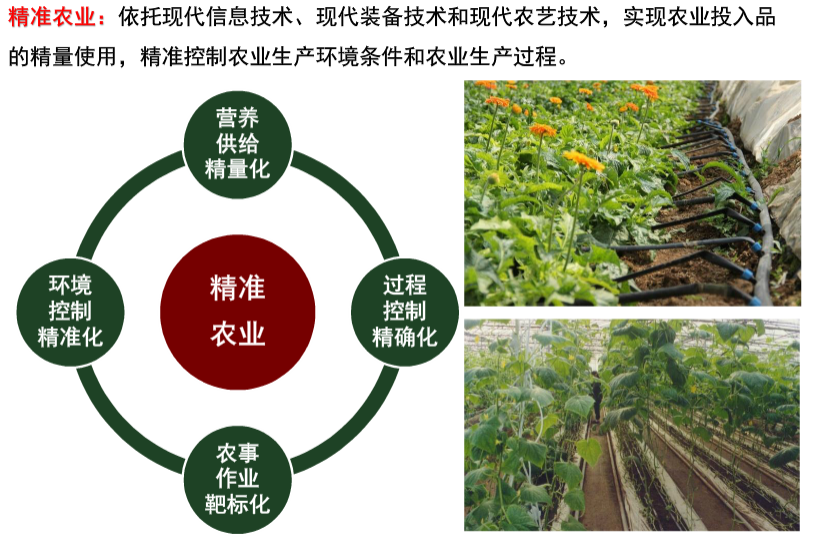 精准农业：依托现代信息技术、现代装备技术和现代农艺技术，实现农业投入品
的精量使用，精准控制农业生产环境条件和农业生产过程。
营养
供给
精量化
环境
控制
精准化
精准
农业
过程
控制
精确化
农事
作业
靶标化